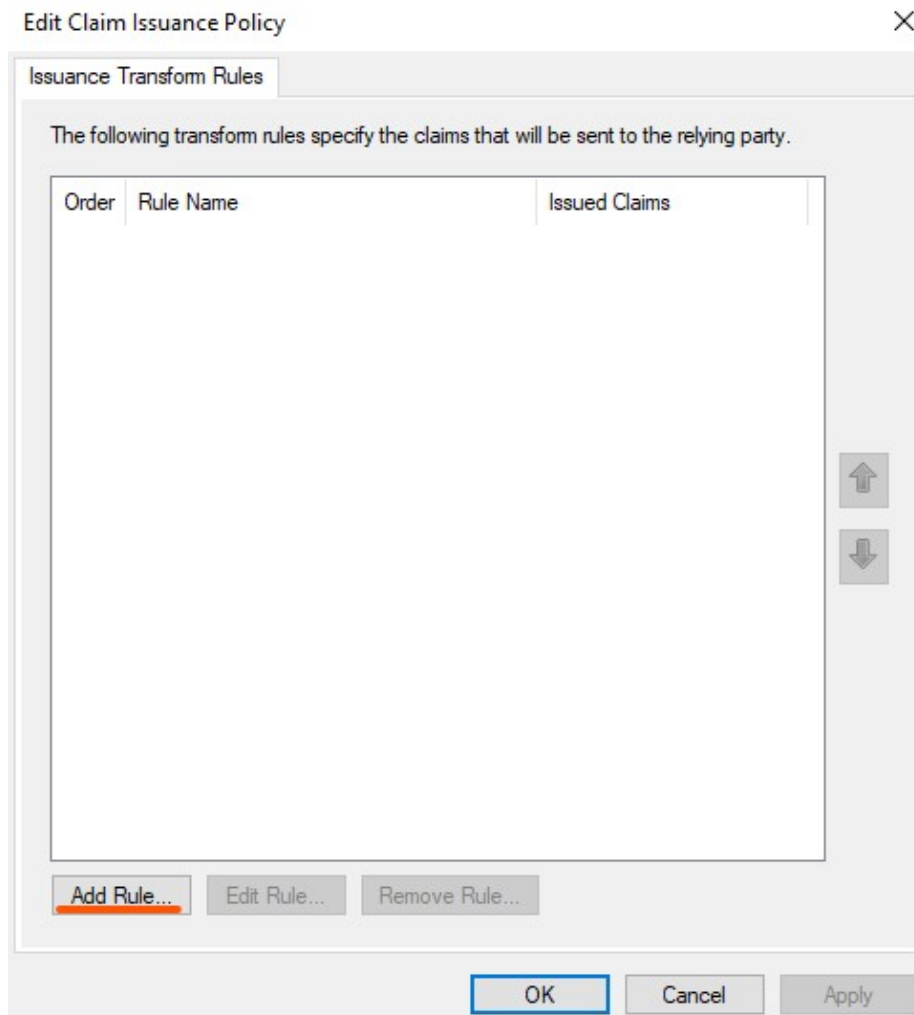 Edit Claim Issuance Policy
Issuance Transform Rules
The following transform rules specify the claims that will be sent to the relying party.
Order Rule Name Issued Claims
Add Rule... Edit Rule... Remove Rule...
OK Cancel Apply